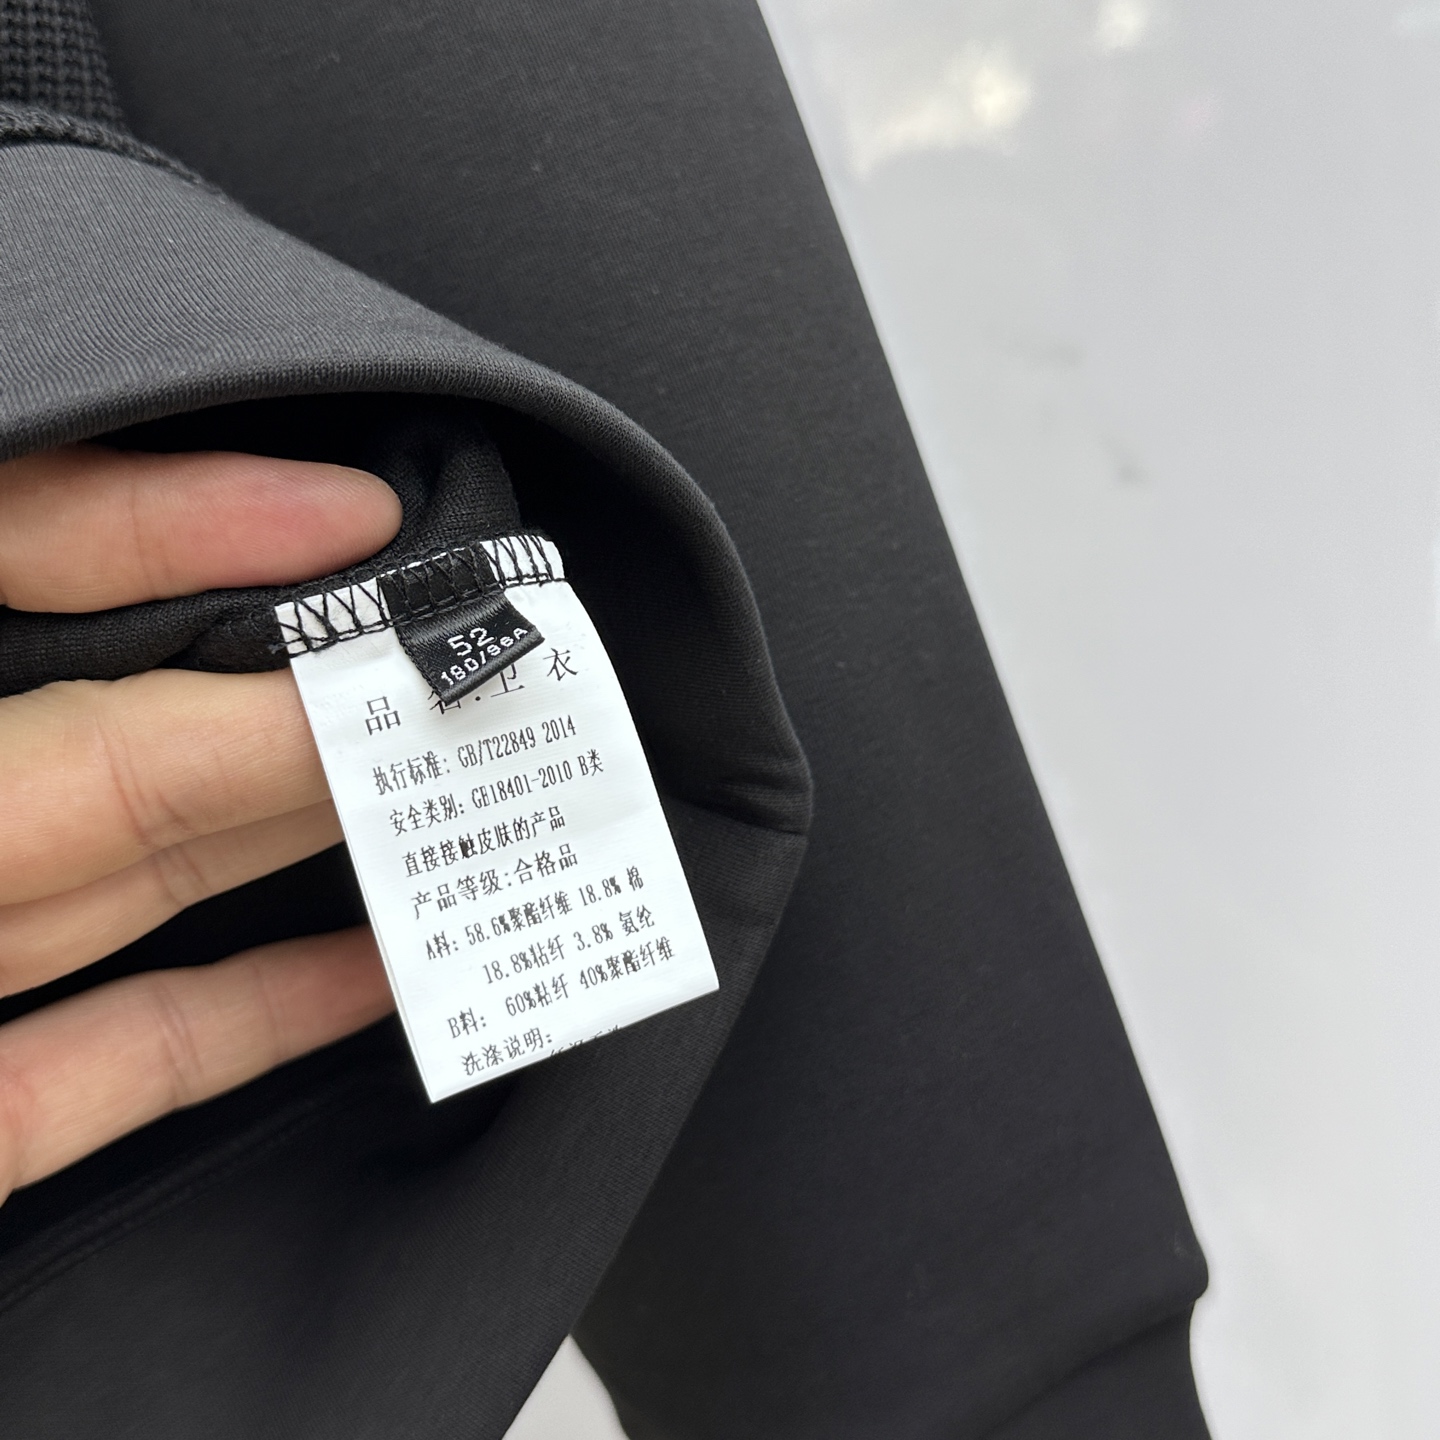 52
180/96A
品 名:卫 衣
执行标准: GB/T22849 2014
安全类别: GB18401-2010 B类
直接接触皮肤的产品
产品等级:合格品
A料: 58.6%聚酯纤维 18.8% 棉
18.8%粘纤 3.8% 氨纶
B料: 60%粘纤 40%聚酯纤维
洗涤说明: